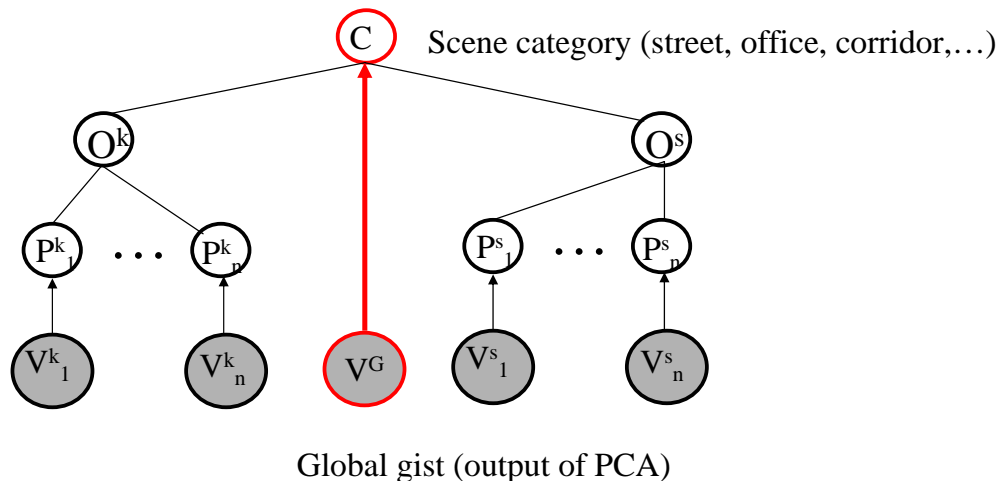 C Scene category (street, office, corridor,…)
O^k O^s
P^k_1 . . . P^k_n P^s_1 . . . P^s_n
V^k_1 V^k_n V^G V^s_1 V^s_n
Global gist (output of PCA)